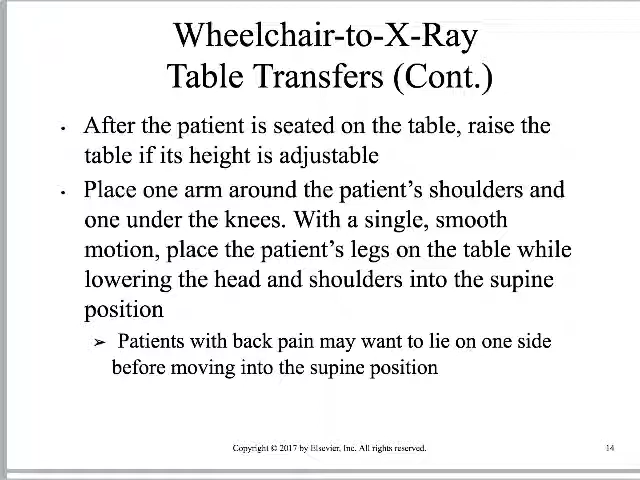 Wheelchair-to-X-Ray
Table Transfers (Cont.)
• After the patient is seated on the table, raise the
table if its height is adjustable
• Place one arm around the patient’s shoulders and
one under the knees. With a single, smooth
motion, place the patient’s legs on the table while
lowering the head and shoulders into the supine
position
➢ Patients with back pain may want to lie on one side
before moving into the supine position
Copyright © 2017 by Elsevier, Inc. All rights reserved.
14